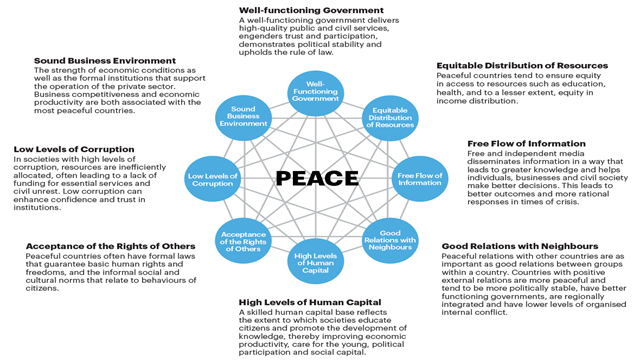 Well-functioning Government
A well-functioning government delivers
high-quality public and civil services,
engenders trust and participation,
demonstrates political stability and
upholds the rule of law.
Sound Business Environment
The strength of economic conditions as
well as the formal institutions that support
the operation of the private sector.
Business competitiveness and economic
productivity are both associated with the
most peaceful countries.
Equitable Distribution of Resources
Peaceful countries tend to ensure equity
in access to resources such as education,
health, and to a lesser extent, equity in
income distribution.
Low Levels of Corruption
In societies with high levels of
corruption, resources are inefficiently
allocated, often leading to a lack of
funding for essential services and
civil unrest. Low corruption can
enhance confidence and trust in
institutions.
Free Flow of Information
Free and independent media
disseminates information in a way that
leads to greater knowledge and helps
individuals, businesses and civil society
make better decisions. This leads to
better outcomes and more rational
responses in times of crisis.
Well-
Functioning
Government
Sound
Business
Environment
Equitable
Distribution
of Resources
Low Levels of
Corruption
PEACE
Free Flow of
Information
Acceptance
of the Rights
of Others
Good
Relations with
Neighbours
High Levels
of Human
Capital
Acceptance of the Rights of Others
Peaceful countries often have formal laws
that guarantee basic human rights and
freedoms, and the informal social and
cultural norms that relate to behaviours of
citizens.
Good Relations with Neighbours
Peaceful relations with other countries are as
important as good relations between groups
within a country. Countries with positive
external relations are more peaceful and
tend to be more politically stable, have better
functioning governments, are regionally
integrated and have lower levels of organised
internal conflict.
High Levels of Human Capital
A skilled human capital base reflects
the extent to which societies educate
citizens and promote the development of
knowledge, thereby improving economic
productivity, care for the young, political
participation and social capital.